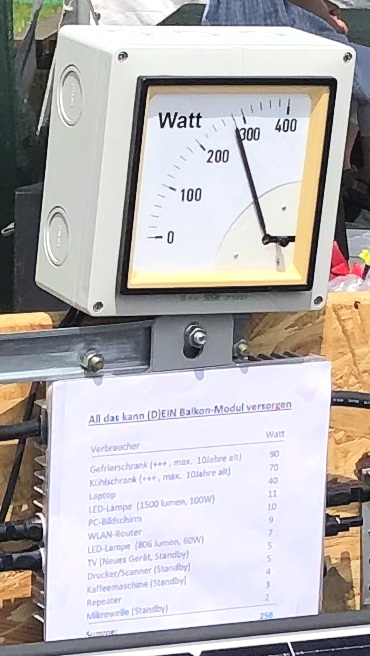 Watt
0
100
200
300
400
All das kann (D)EIN Balkon-Modul versorgen
Verbraucher Watt
Gefrierschrank (+++ , max. 10Jahre alt) 90
Kühlschrank (+++ , max. 10Jahre alt) 70
Laptop 40
LED-Lampe (1500 lumen, 100W) 11
PC-Bildschirm 10
WLAN-Router 9
LED-Lampe (806 lumen, 60W) 7
TV (Neues Gerät, Standby) 5
Drucker/Scanner (Standby) 5
Kaffeemaschine (Standby) 4
Repeater 3
Mikrowelle (Standby) 2
Summe 256